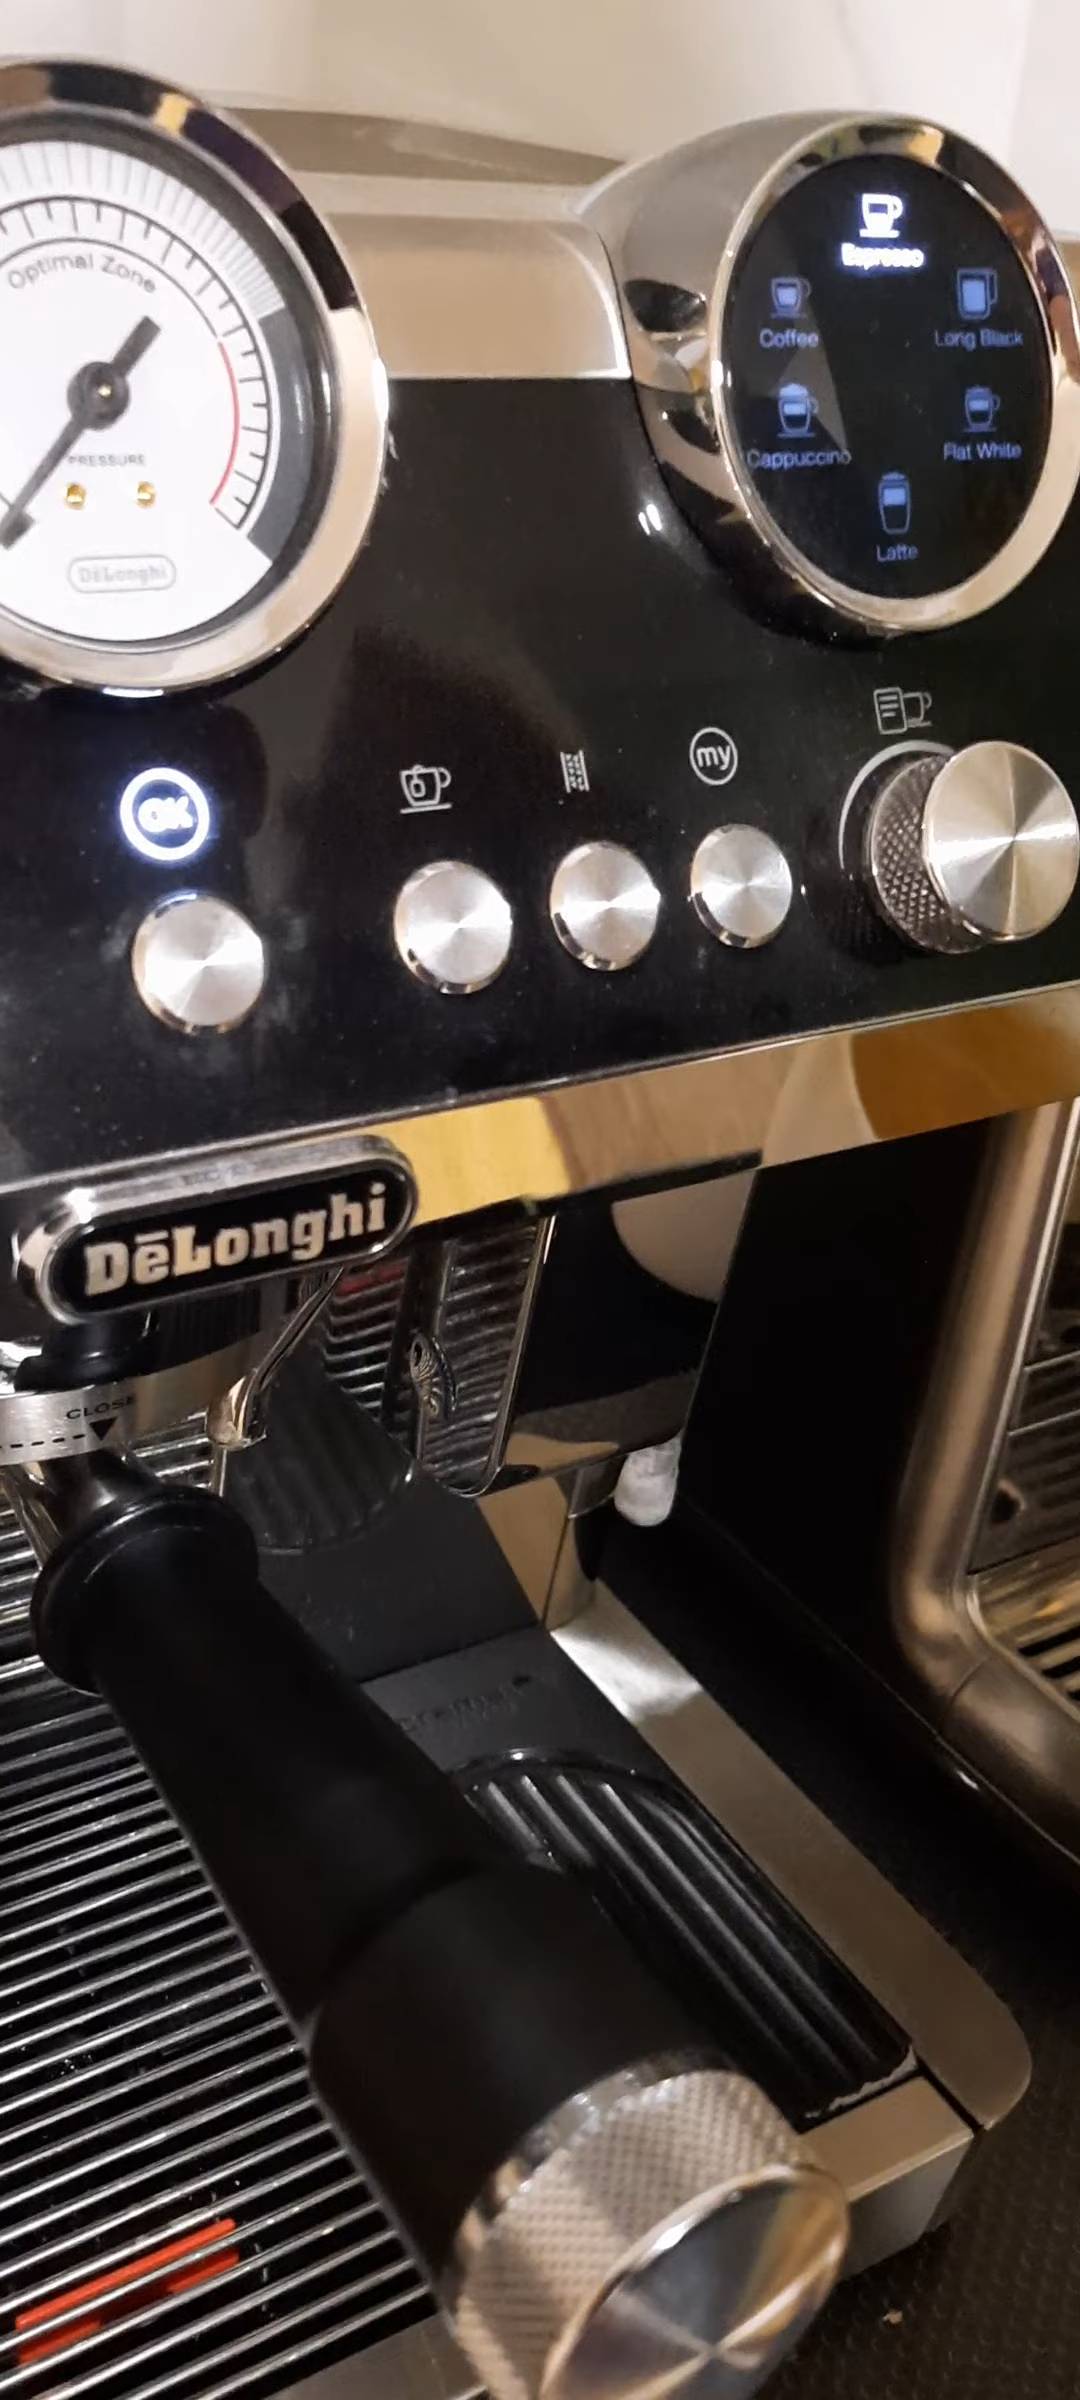 Optimal Zone
PRESSURE
DēLonghi
Espresso
Coffee
Long Black
Cappuccino
Flat White
Latte
OK
my
DēLonghi
CLOSE